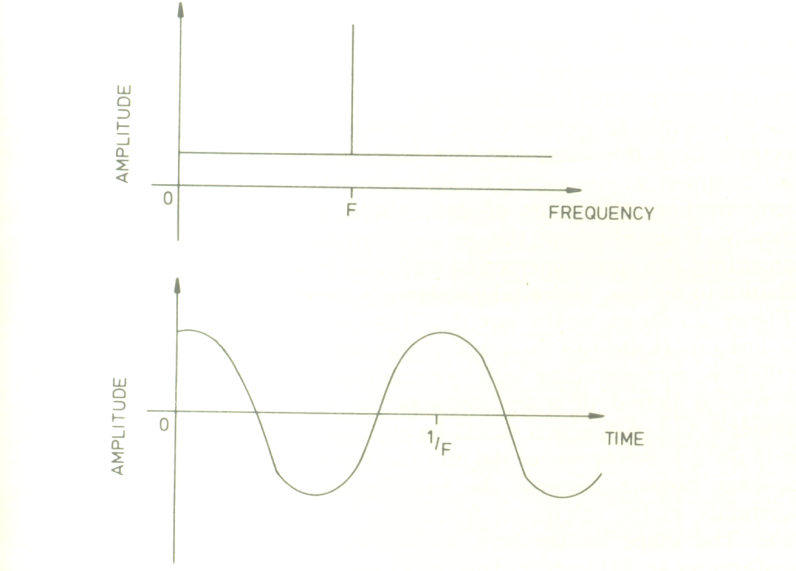 AMPLITUDE
0
F
FREQUENCY
AMPLITUDE
0
1/F
TIME